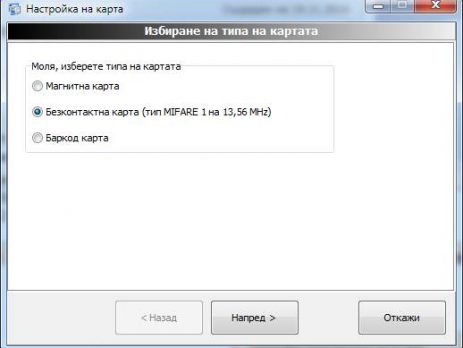 Настройка на карта
Избиране на типа на картата
Моля, изберете типа на картата
Магнитна карта
Безконтактна карта (тип MIFARE 1 на 13,56 MHz)
Баркод карта
< Назад
Напред >
Откажи